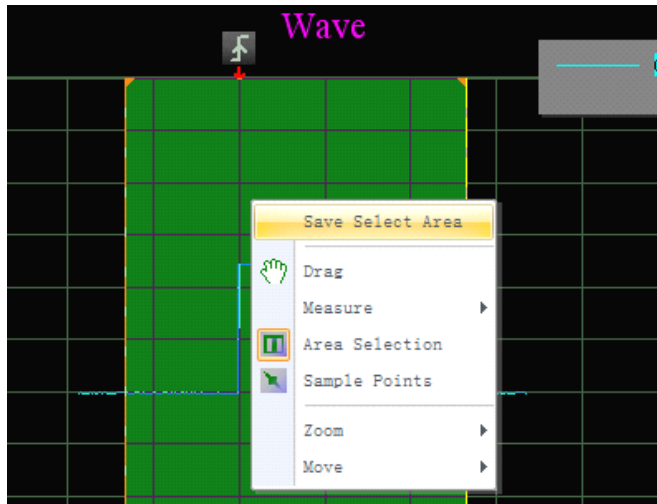 Wave
Save Select Area
Drag
Measure
Area Selection
Sample Points
Zoom
Move